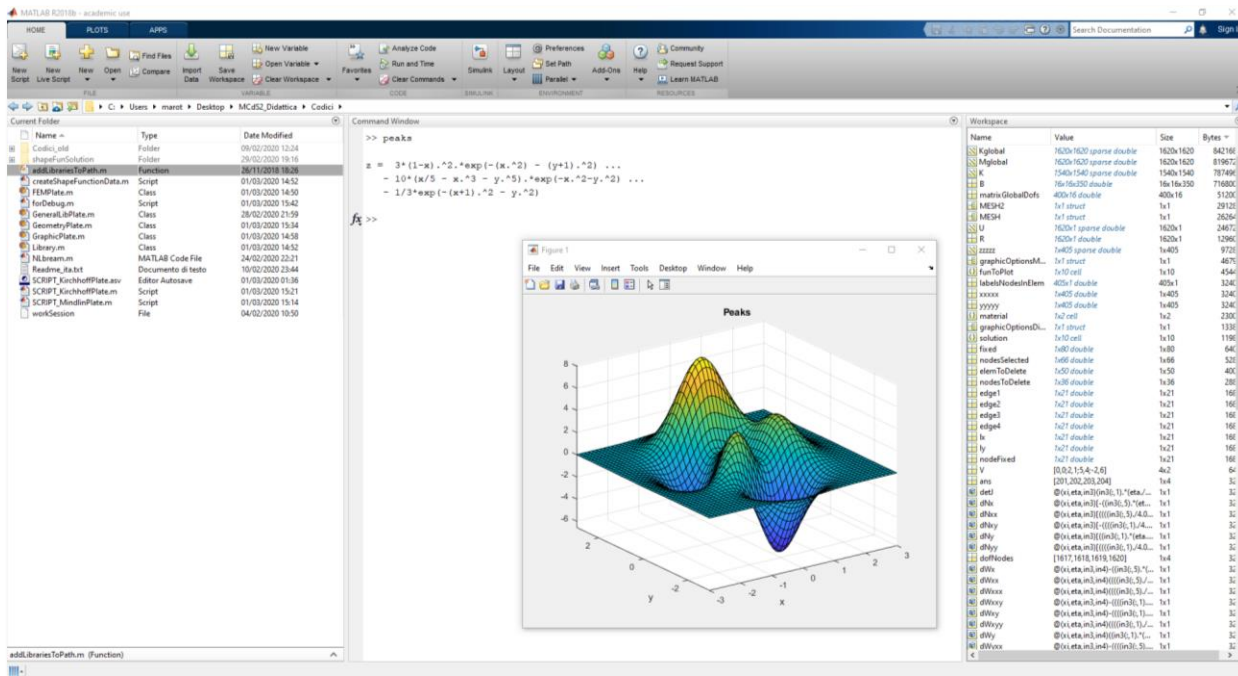 MATLAB R2018b - academic use
HOME PLOTS APPS
Search Documentation
New Script
New Live Script
New
Open
Find Files
Compare
Import Data
Save Workspace
New Variable
Open Variable
Clear Workspace
Favorites
Analyze Code
Run and Time
Clear Commands
Simulink
Layout
Preferences
Set Path
Parallel
Add-Ons
Help
Community
Request Support
Learn MATLAB
FILE VARIABLE CODE SIMULINK ENVIRONMENT RESOURCES
C: Users marot Desktop MCdS2_Didattica Codici
Current Folder
Name Type Date Modified
Codici_old Folder 09/02/2020 12:24
shapeFunSolution Folder 29/02/2020 19:16
addLibrariesToPath.m Function 26/11/2018 18:26
createShapeFunctionData.m Script 01/03/2020 14:52
FEMPlate.m Class 01/03/2020 14:50
forDebug.m Script 01/03/2020 15:42
GeneralLibPlate.m Class 28/02/2020 21:59
GeometryPlate.m Class 01/03/2020 15:34
GraphicPlate.m Class 01/03/2020 14:58
Library.m Class 01/03/2020 14:52
NLbream.m MATLAB Code File 24/02/2020 22:21
Readme_ita.txt Documento di testo 10/02/2020 23:44
SCRIPT_KirchhoffPlate.asv Editor Autosave 01/03/2020 01:36
SCRIPT_KirchhoffPlate.m Script 01/03/2020 15:21
SCRIPT_MindlinPlate.m Script 01/03/2020 15:14
workSession File 04/02/2020 10:50
addLibrariesToPath.m (Function)
Command Window
>> peaks
z = 3*(1-x).^2.*exp(-(x.^2) - (y+1).^2) ...
- 10*(x/5 - x.^3 - y.^5).*exp(-x.^2-y.^2) ...
- 1/3*exp(-(x+1).^2 - y.^2)
fx >>
Figure 1
File Edit View Insert Tools Desktop Window Help
Peaks
8
6
4
2
0
-2
-4
-6
2
0
-2
y
-3
-2
-1
0
1
2
3
x
Workspace
Name Value Size Bytes
Kglobal 1620x1620 sparse double 1620x1620
Mglobal 1620x1620 sparse double 1620x1620
K 1540x1540 sparse double 1540x1540
B 16x16x350 double 16x16x350
matrixGlobalDofs 400x16 double 400x16
MESH2 1x1 struct 1x1
MESH 1x1 struct 1x1
U 1620x1 sparse double 1620x1
R 1620x1 double 1620x1
zzzzz 1x405 double 1x405
graphicOptionsM... 1x1 struct 1x1
funToPlot 1x10 cell 1x10
labelsNodesInElem 405x1 double 405x1
xxxxx 1x405 double 1x405
yyyyy 1x405 double 1x405
material 1x2 cell 1x2
graphicOptionsDi... 1x1 struct 1x1
solution 1x10 cell 1x10
fixed 1x80 double 1x80
nodesSelected 1x66 double 1x66
elemToDelete 1x50 double 1x50
nodesToDelete 1x36 double 1x36
edge1 1x21 double 1x21
edge2 1x21 double 1x21
edge3 1x21 double 1x21
edge4 1x21 double 1x21
lx 1x21 double 1x21
ly 1x21 double 1x21
nodeFixed 1x21 double 1x21
V [0,0;2,1;5,4;-2,6] 4x2
ans [201,202,203,204] 1x4
detJ 1x1
dNx 1x1
dNxx 1x1
dNxy 1x1
dNy 1x1
dNyy 1x1
dofNodes [1617,1618,1619,1620] 1x4
dWx 1x1
dWxx 1x1
dWxxx 1x1
dWxxy 1x1
dWxy 1x1
dWxyy 1x1
dWy 1x1